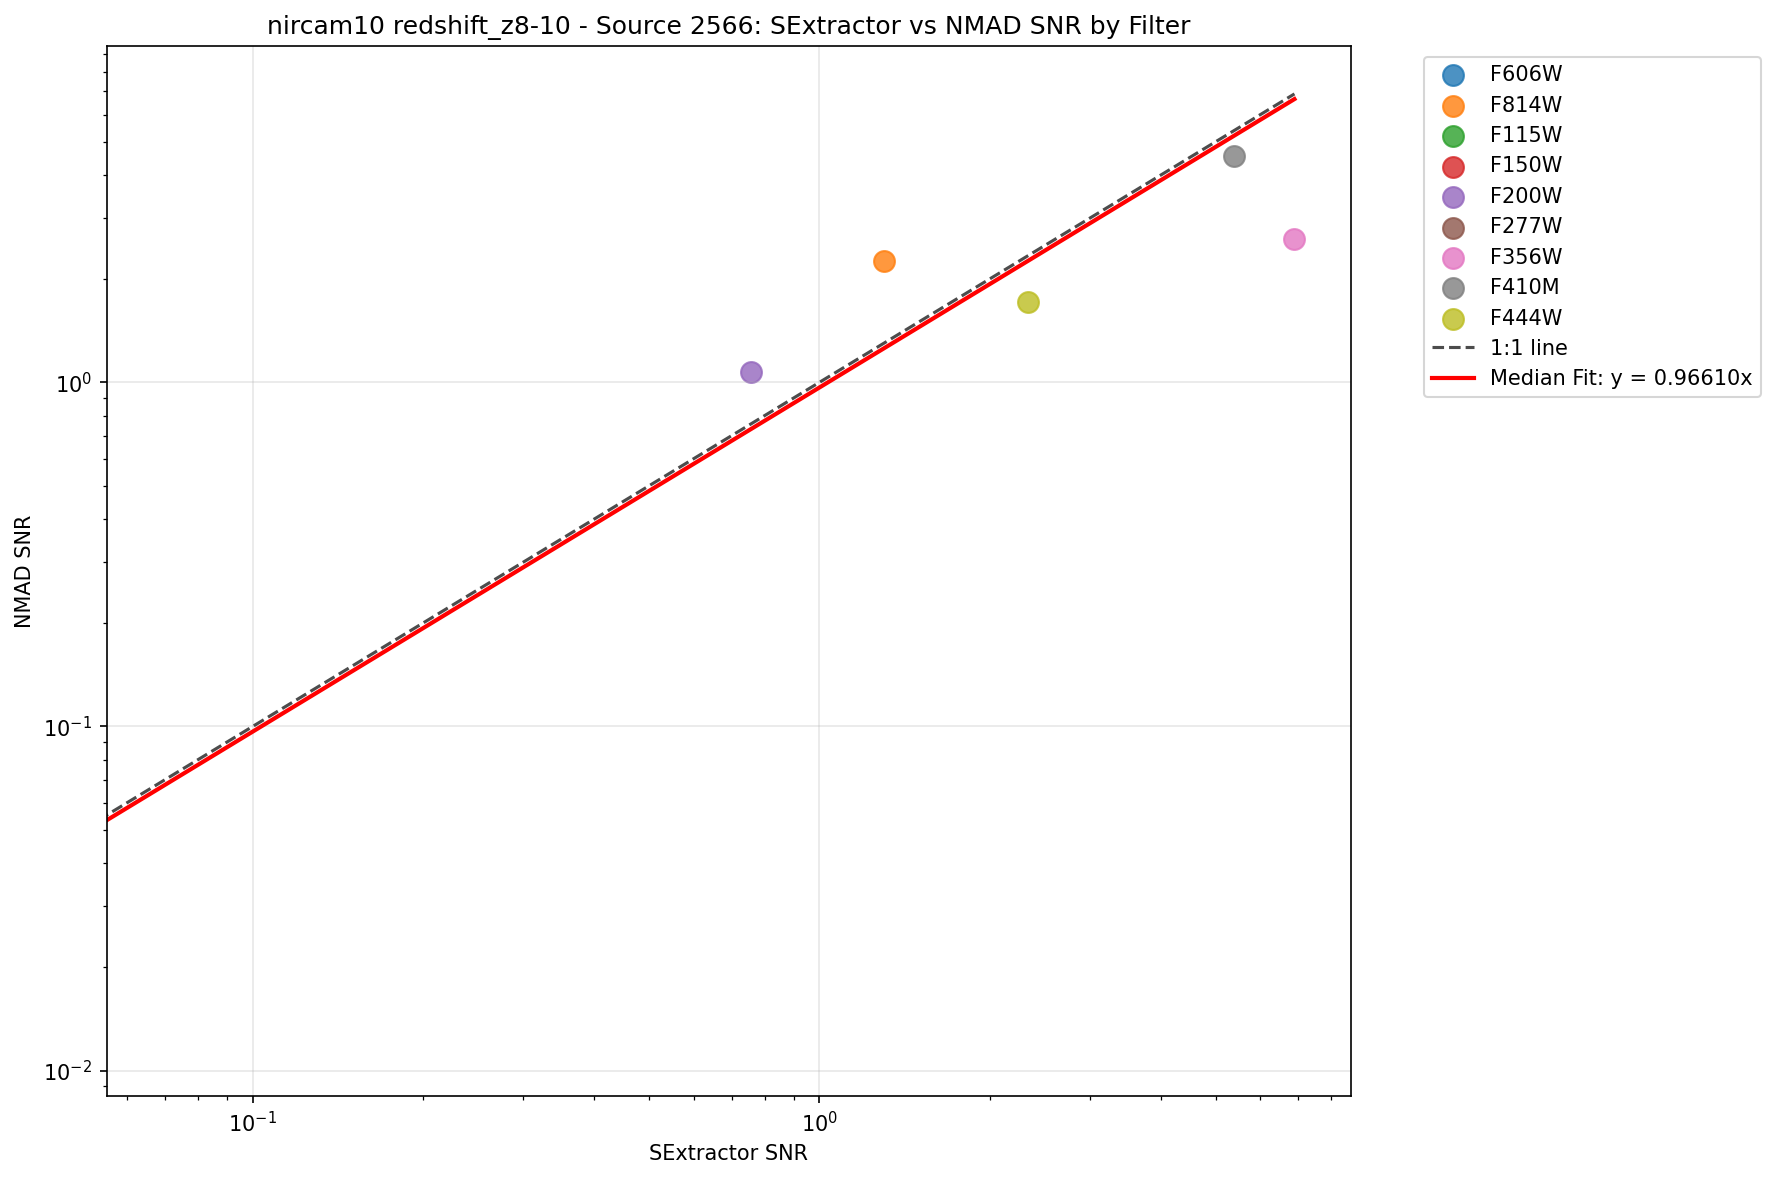 nircam10 redshift_z8-10 - Source 2566: SExtractor vs NMAD SNR by Filter
F606W
F814W
F115W
F150W
F200W
F277W
F356W
F410M
F444W
1:1 line
Median Fit: y = 0.96610x
NMAD SNR
10⁰
10⁻¹
10⁻²
10⁻¹
10⁰
SExtractor SNR